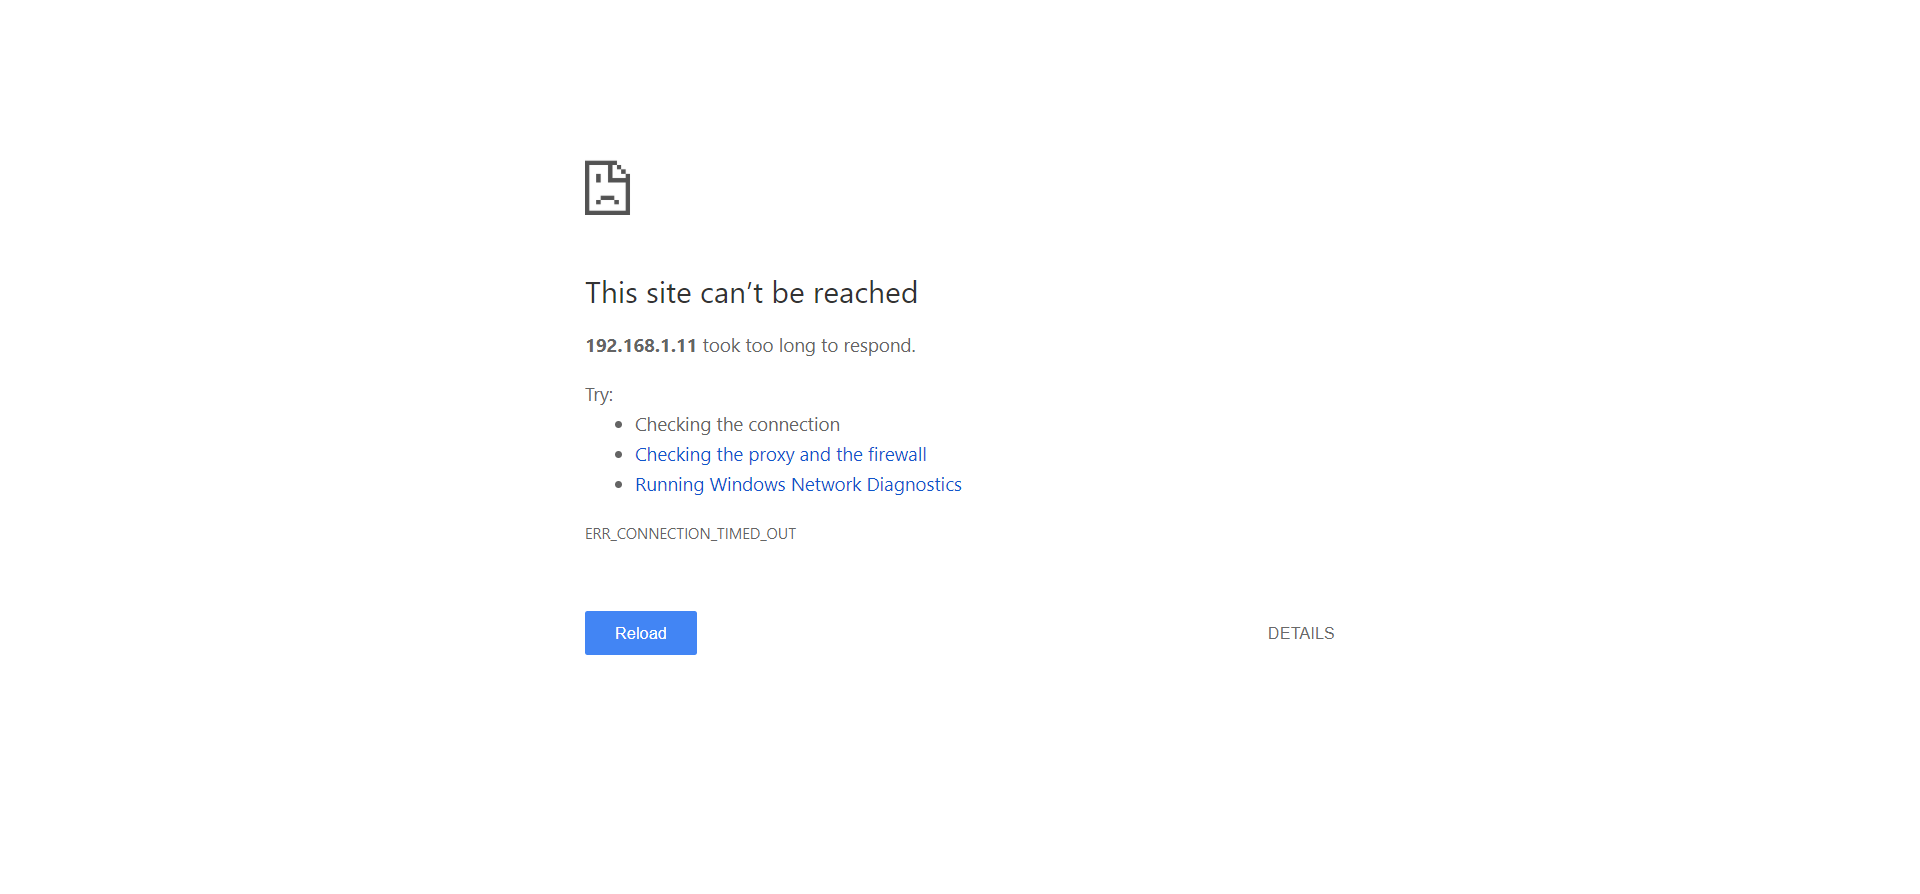 This site can’t be reached
192.168.1.11 took too long to respond.
Try:
Checking the connection
Checking the proxy and the firewall
Running Windows Network Diagnostics
ERR_CONNECTION_TIMED_OUT
Reload
DETAILS